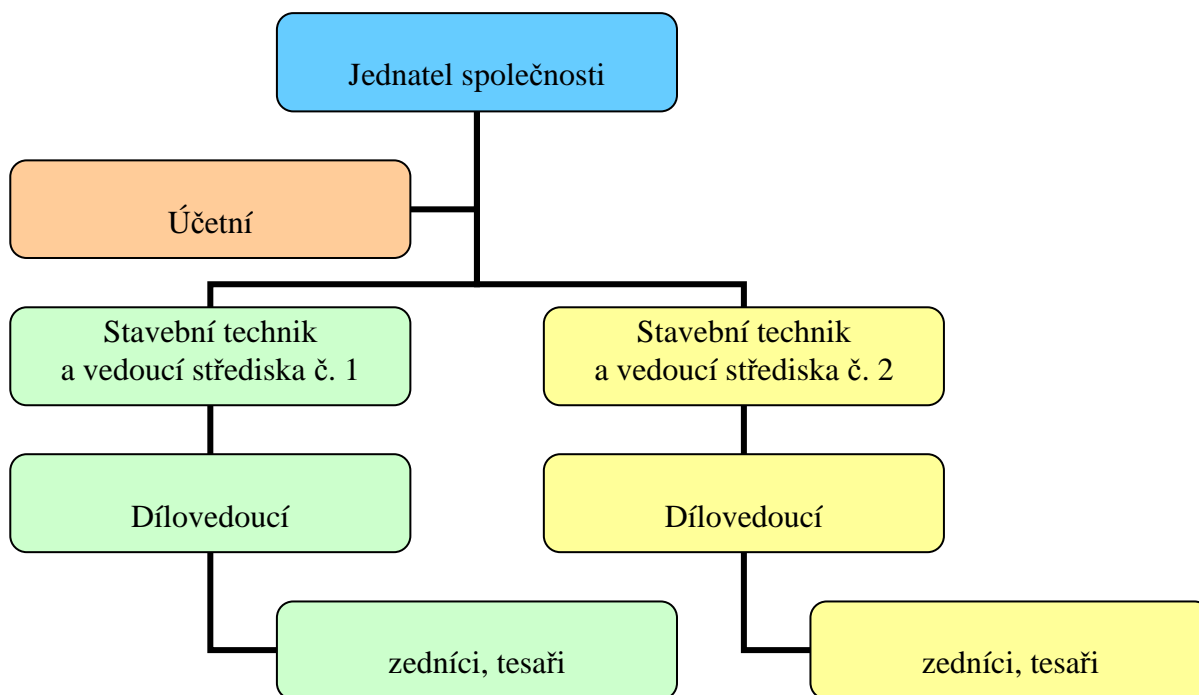 Jednatel společnosti
Účetní
Stavební technik
a vedoucí střediska č. 1
Stavební technik
a vedoucí střediska č. 2
Dílovedoucí
Dílovedoucí
zedníci, tesaři
zedníci, tesaři